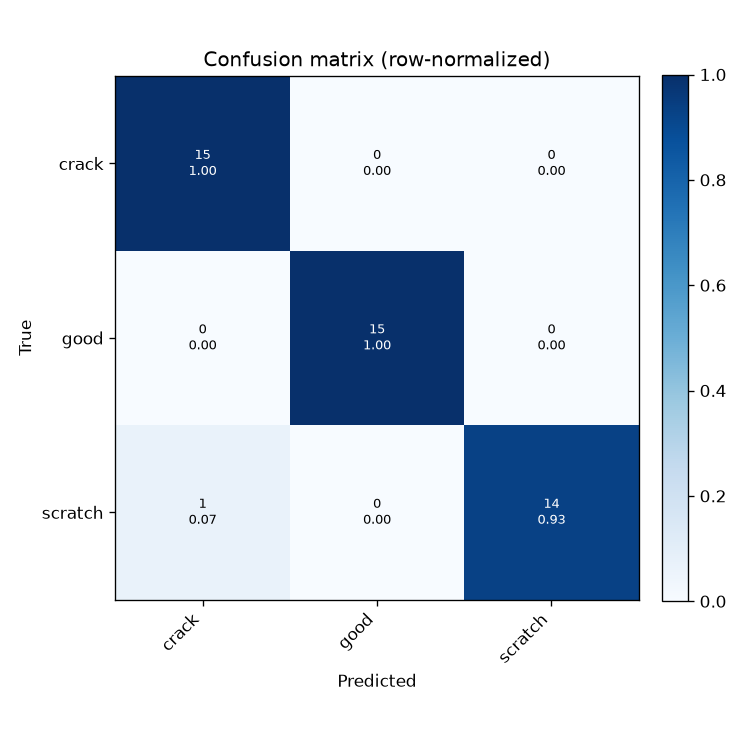 Confusion matrix (row-normalized)
crack
15
1.00
0
0.00
0
0.00
good
0
0.00
15
1.00
0
0.00
scratch
1
0.07
0
0.00
14
0.93
True
crack
good
scratch
Predicted
1.0
0.8
0.6
0.4
0.2
0.0